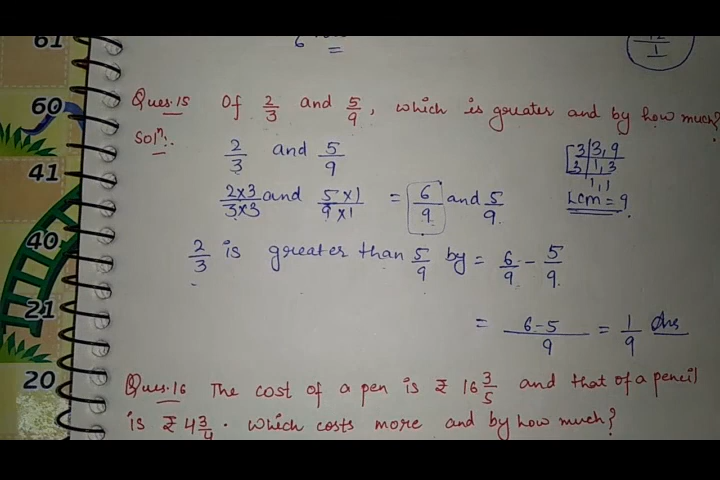 61
60
41
40
21
20
6
12
1
Ques.15 Of 2/3 and 5/9, which is greater and by how much?
Solⁿ:.
2/3 and 5/9
3 | 3, 9
3 | 1, 3
1, 1
LCM = 9
2×3/3×3 and 5×1/9×1 = 6/9 and 5/9
2/3 is greater than 5/9 by = 6/9 - 5/9
= 6-5/9 = 1/9 Ans
Ques.16 The cost of a pen is ₹ 16 3/5 and that of a pencil
is ₹ 4 3/4. Which costs more and by how much?